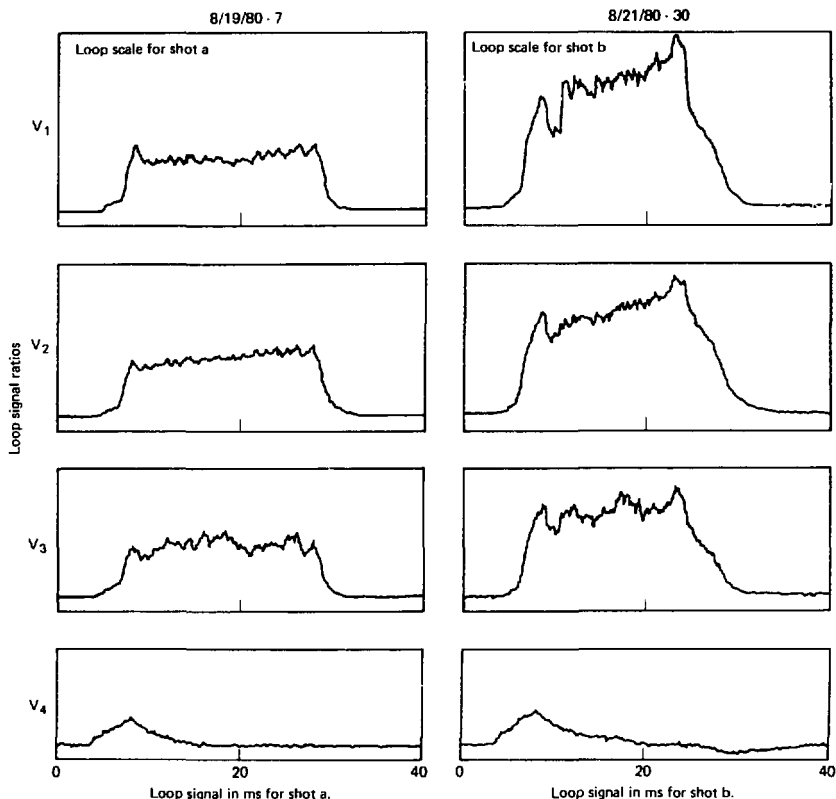 8/19/80 - 7
8/21/80 - 30
Loop scale for shot a
Loop scale for shot b
V1
V2
Loop signal ratios
V3
V4
0
20
40
0
20
40
Loop signal in ms for shot a.
Loop signal in ms for shot b.